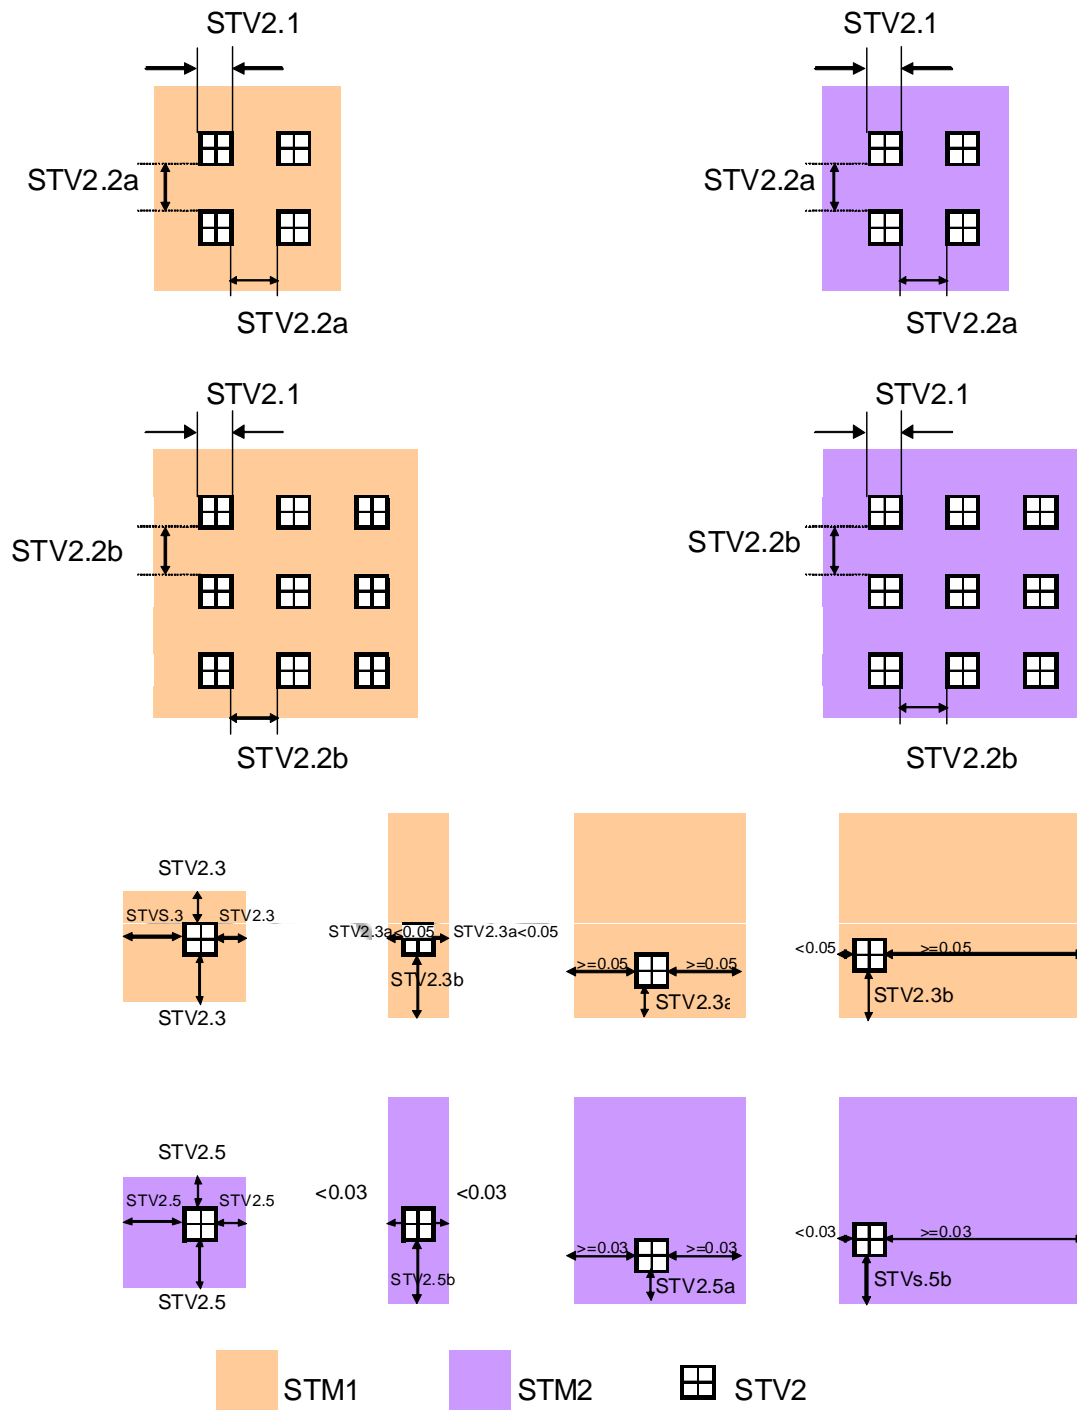 STV2.1 STV2.1
STV2.2a STV2.2a
STV2.2a STV2.2a
STV2.1 STV2.1
STV2.2b STV2.2b
STV2.2b STV2.2b
STV2.3
STVS.3 STV2.3
STV2.3a<0.05 STV2.3a<0.05
<0.05 >=0.05
>=0.05 >=0.05
STV2.3b
STV2.3a
STV2.3b
STV2.3
STV2.5
STV2.5 STV2.5
<0.03 <0.03
<0.03 >=0.03
>=0.03 >=0.03
STV2.5b
STV2.5a
STVs.5b
STV2.5
STM1 STM2 STV2